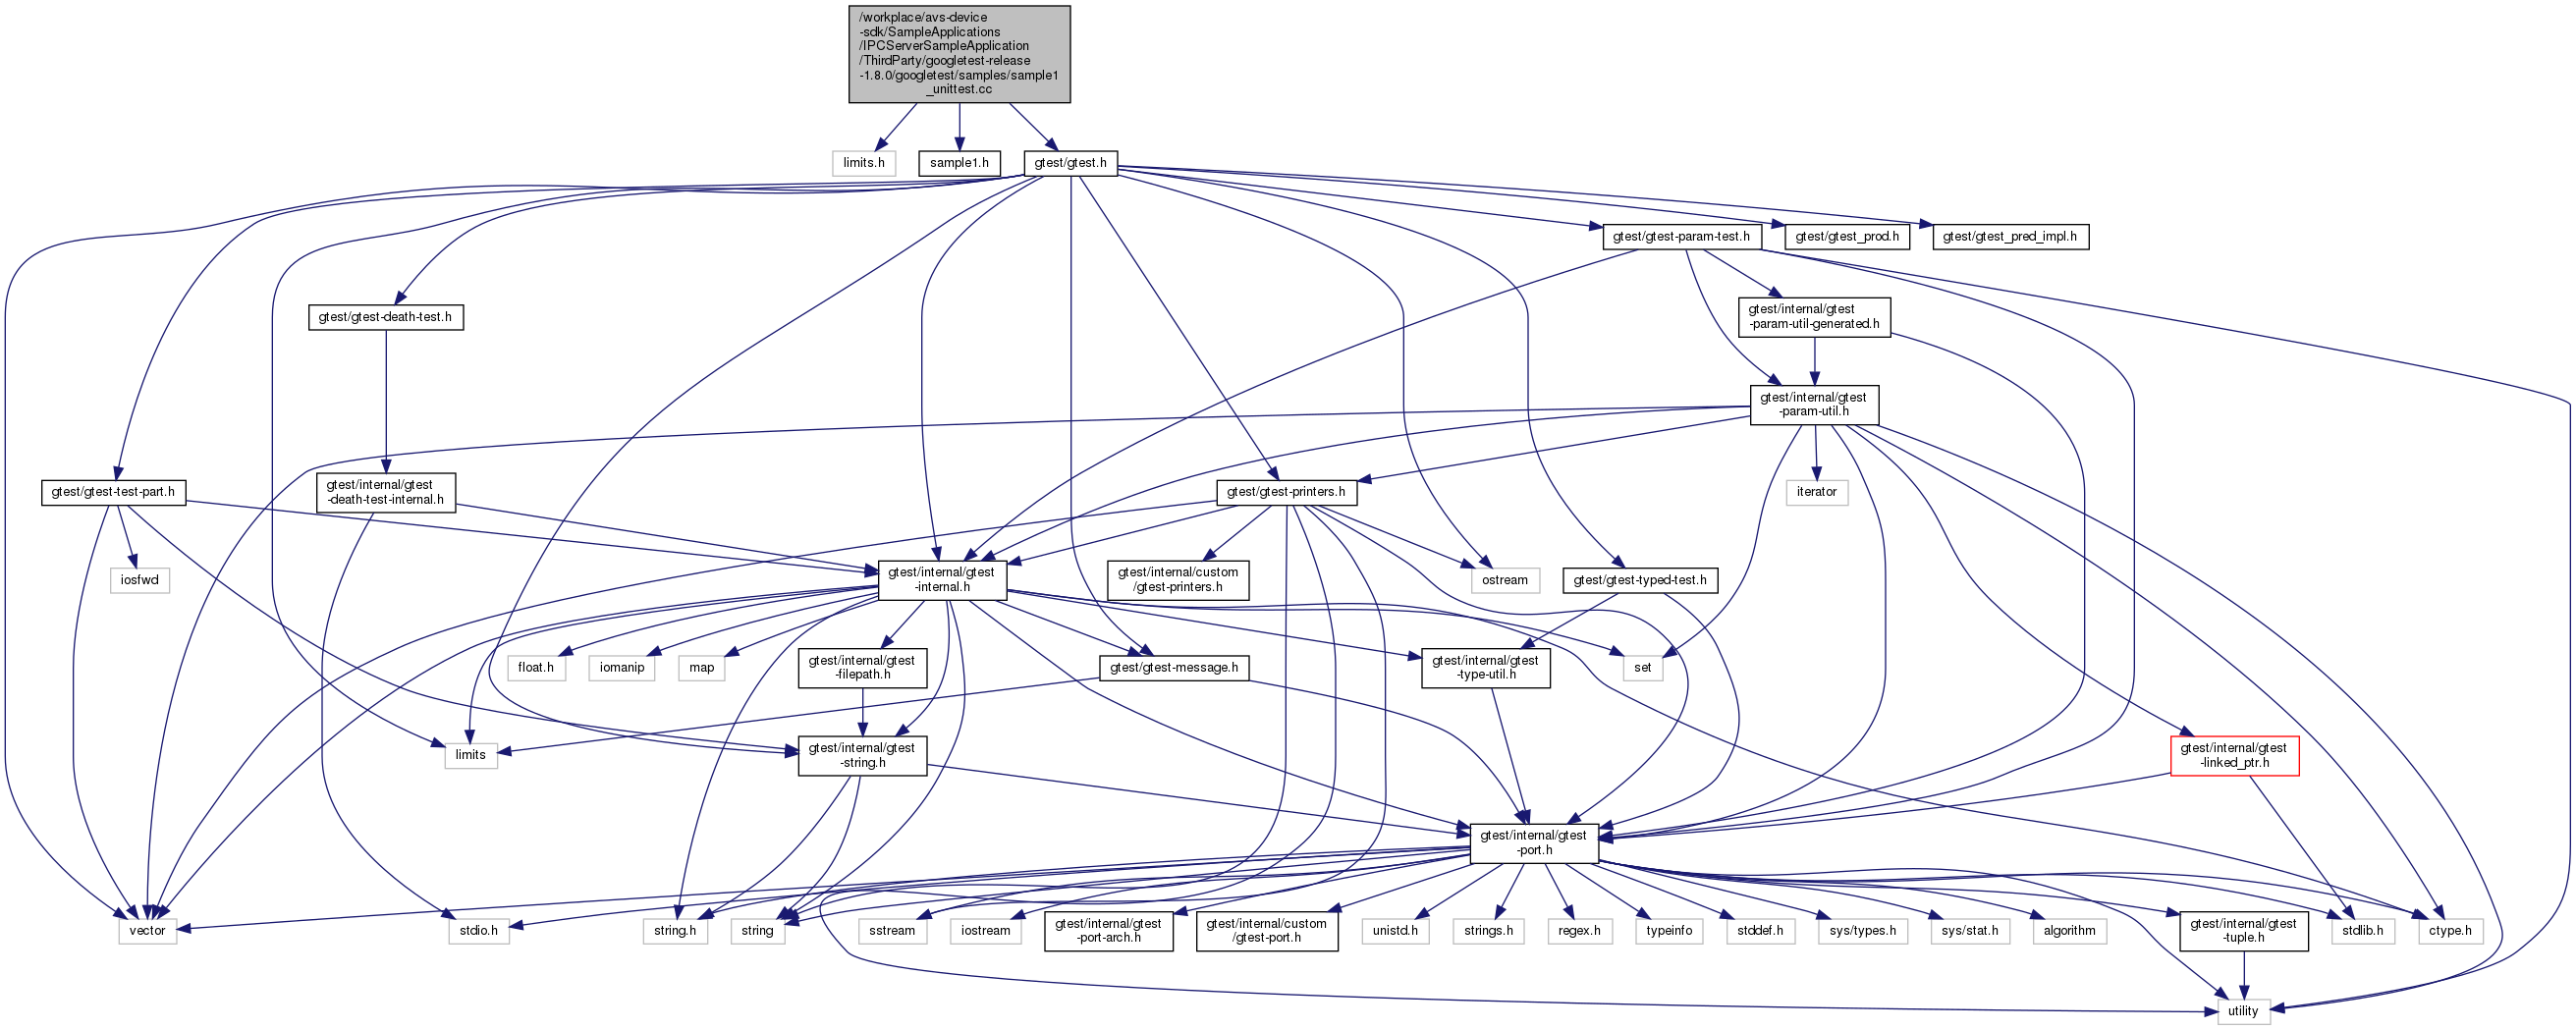 /workplace/avs-device
-sdk/SampleApplications
/IPCServerSampleApplication
/ThirdParty/googletest-release
-1.8.0/googletest/samples/sample1
_unittest.cc
limits.h
sample1.h
gtest/gtest.h
gtest/gtest-param-test.h
gtest/gtest_prod.h
gtest/gtest_pred_impl.h
gtest/gtest-death-test.h
gtest/internal/gtest
-param-util-generated.h
gtest/internal/gtest
-param-util.h
gtest/gtest-test-part.h
gtest/internal/gtest
-death-test-internal.h
gtest/gtest-printers.h
iterator
iosfwd
gtest/internal/gtest
-internal.h
gtest/internal/custom
/gtest-printers.h
ostream
gtest/gtest-typed-test.h
float.h
iomanip
map
gtest/internal/gtest
-filepath.h
gtest/gtest-message.h
gtest/internal/gtest
-type-util.h
set
limits
gtest/internal/gtest
-string.h
gtest/internal/gtest
-linked_ptr.h
gtest/internal/gtest
-port.h
vector
stdio.h
string.h
string
sstream
iostream
gtest/internal/gtest
-port-arch.h
gtest/internal/custom
/gtest-port.h
unistd.h
strings.h
regex.h
typeinfo
stddef.h
sys/types.h
sys/stat.h
algorithm
gtest/internal/gtest
-tuple.h
stdlib.h
ctype.h
utility